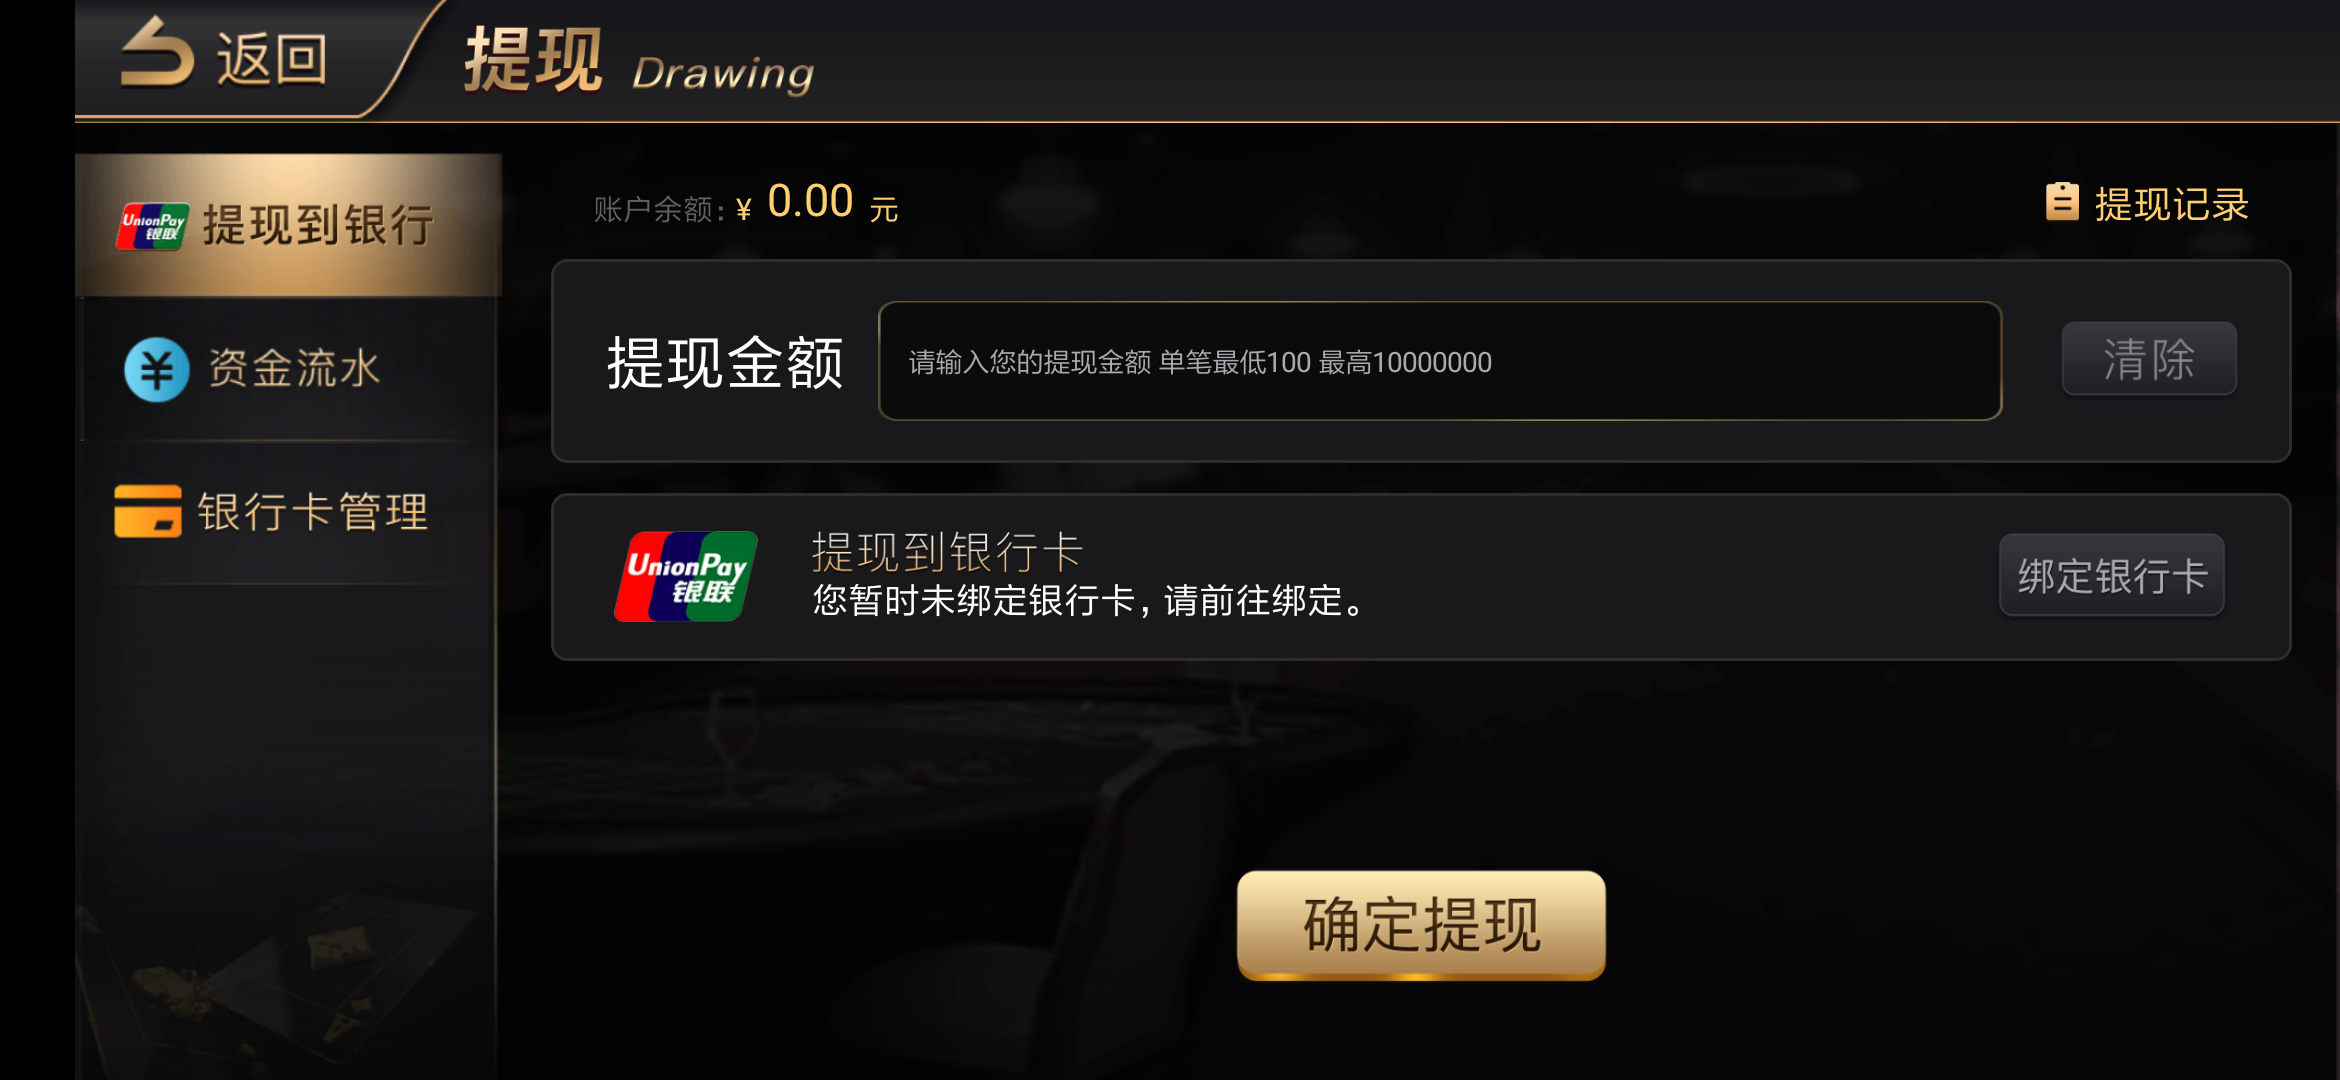 返回
提现 Drawing
UnionPay 银联 提现到银行
资金流水
银行卡管理
账户余额: ¥ 0.00 元
提现记录
提现金额
请输入您的提现金额 单笔最低100 最高10000000
清除
UnionPay
银联
提现到银行卡
您暂时未绑定银行卡，请前往绑定。
绑定银行卡
确定提现